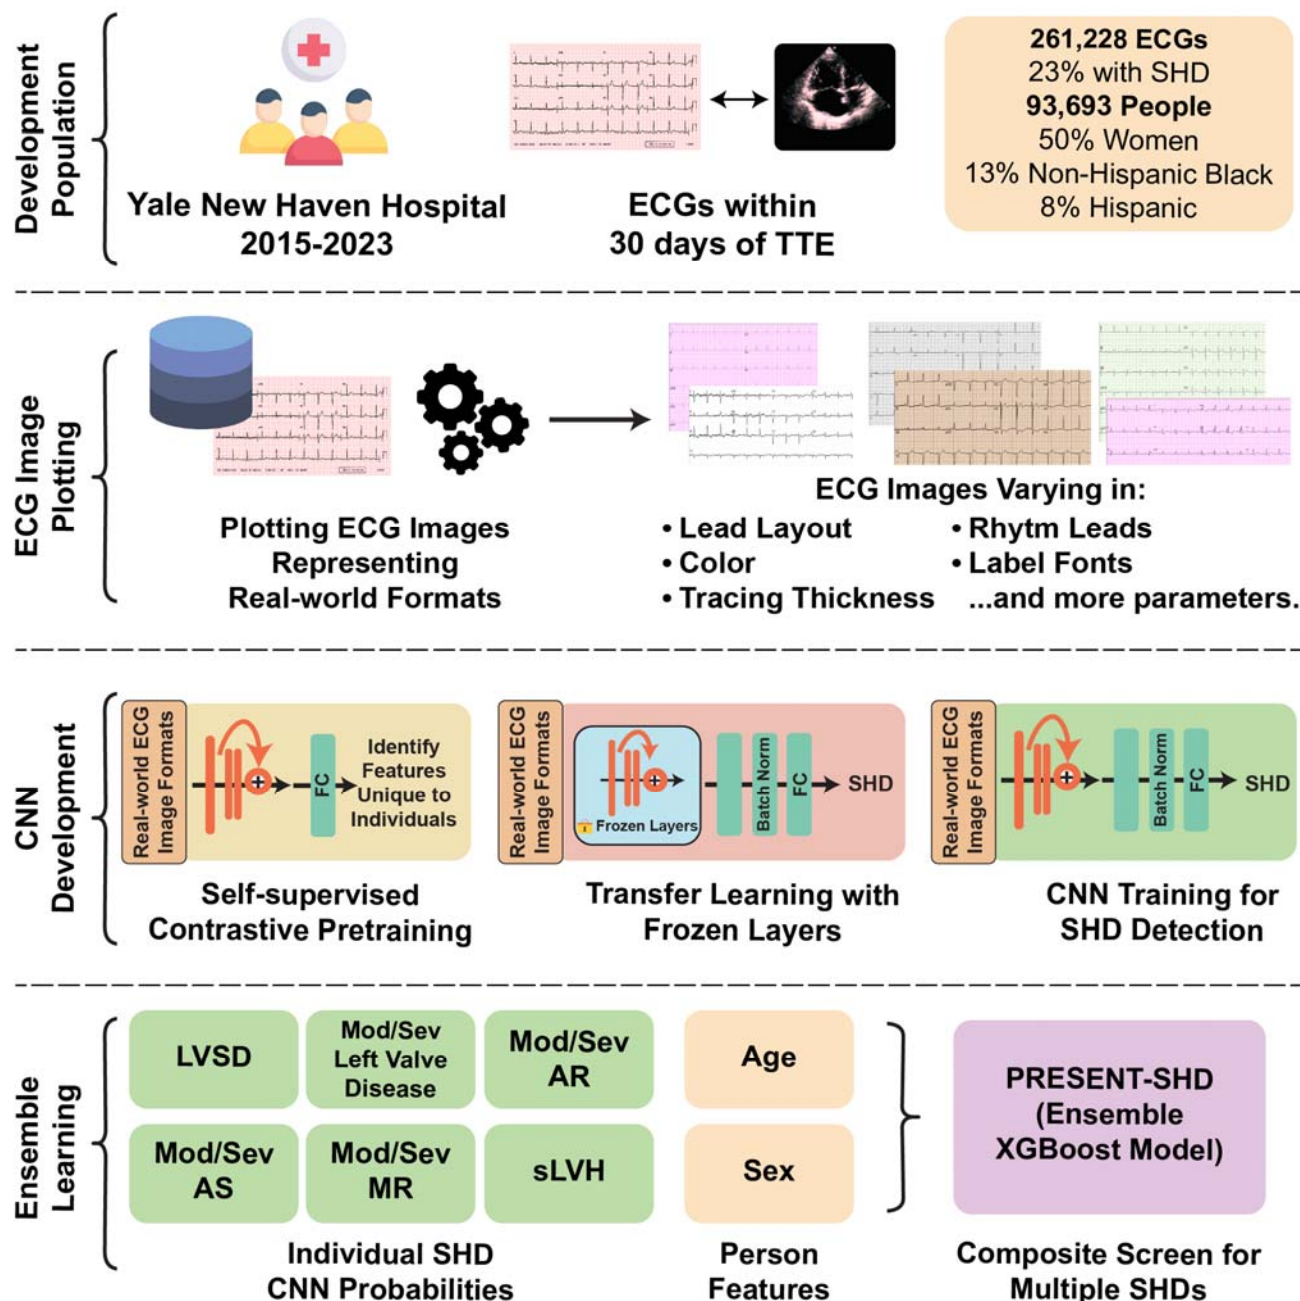 Development
Population
Yale New Haven Hospital
2015-2023
ECGs within
30 days of TTE
261,228 ECGs
23% with SHD
93,693 People
50% Women
13% Non-Hispanic Black
8% Hispanic
ECG Image
Plotting
Plotting ECG Images
Representing
Real-world Formats
ECG Images Varying in:
• Lead Layout
• Color
• Tracing Thickness
• Rhytm Leads
• Label Fonts
...and more parameters.
CNN
Development
Real-world ECG
Image Formats
FC
Identify
Features
Unique to
Individuals
Self-supervised
Contrastive Pretraining
Real-world ECG
Image Formats
Frozen Layers
Batch Norm
FC
SHD
Transfer Learning with
Frozen Layers
Real-world ECG
Image Formats
Batch Norm
FC
SHD
CNN Training for
SHD Detection
Ensemble
Learning
LVSD
Mod/Sev
Left Valve
Disease
Mod/Sev
AR
Mod/Sev
AS
Mod/Sev
MR
sLVH
Individual SHD
CNN Probabilities
Age
Sex
Person
Features
PRESENT-SHD
(Ensemble
XGBoost Model)
Composite Screen for
Multiple SHDs